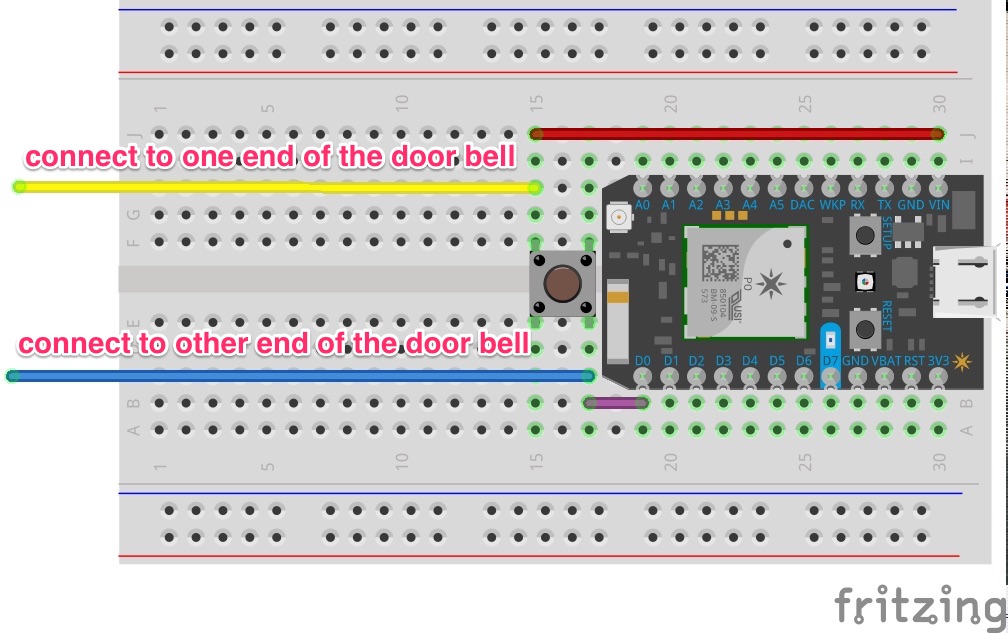 1 5 10 15 20 25 30
J J
connect to one end of the door bell
I
A0 A1 A2 A3 A4 A5 DAC WKP RX TX GND VIN
G
F
SETUP
PO
USI
850104
BM-09-S
573
RESET
E
connect to other end of the door bell
D0 D1 D2 D3 D4 D5 D6 D7 GND VBAT RST 3V3
B B
A A
1 5 10 15 20 25 30
fritzing